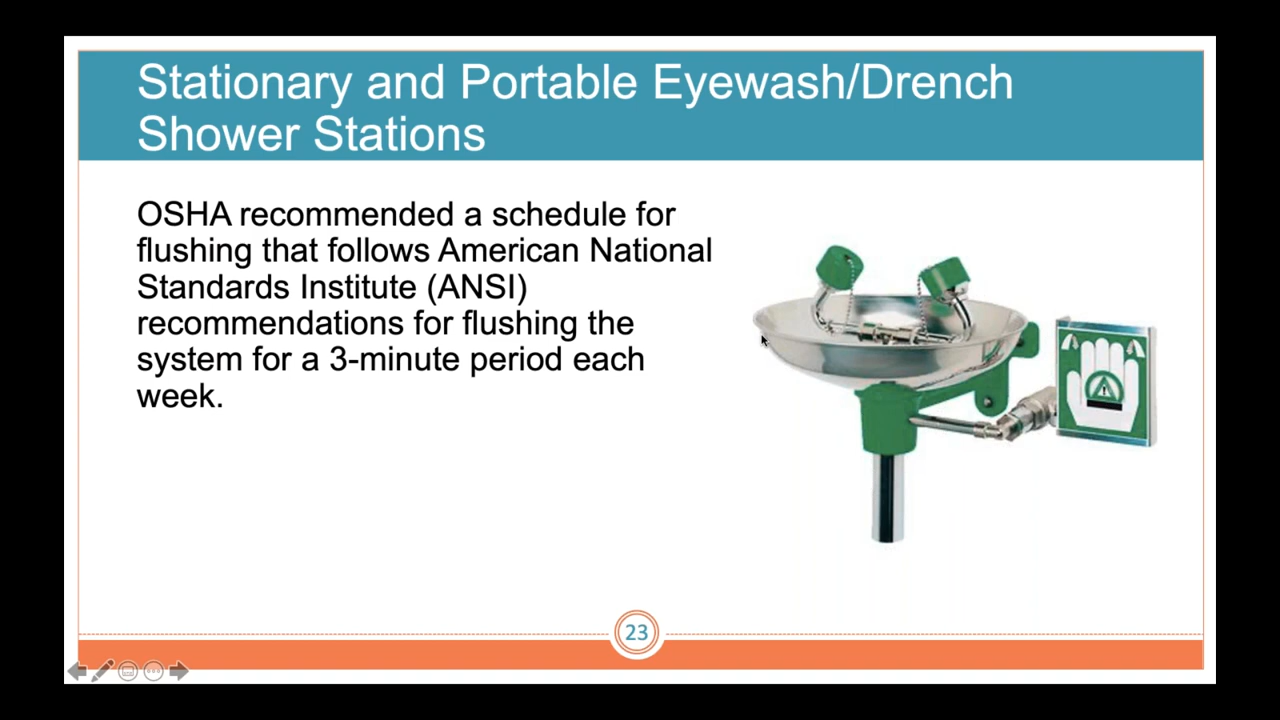 Stationary and Portable Eyewash/Drench
Shower Stations
OSHA recommended a schedule for
flushing that follows American National
Standards Institute (ANSI)
recommendations for flushing the
system for a 3-minute period each
week.
23